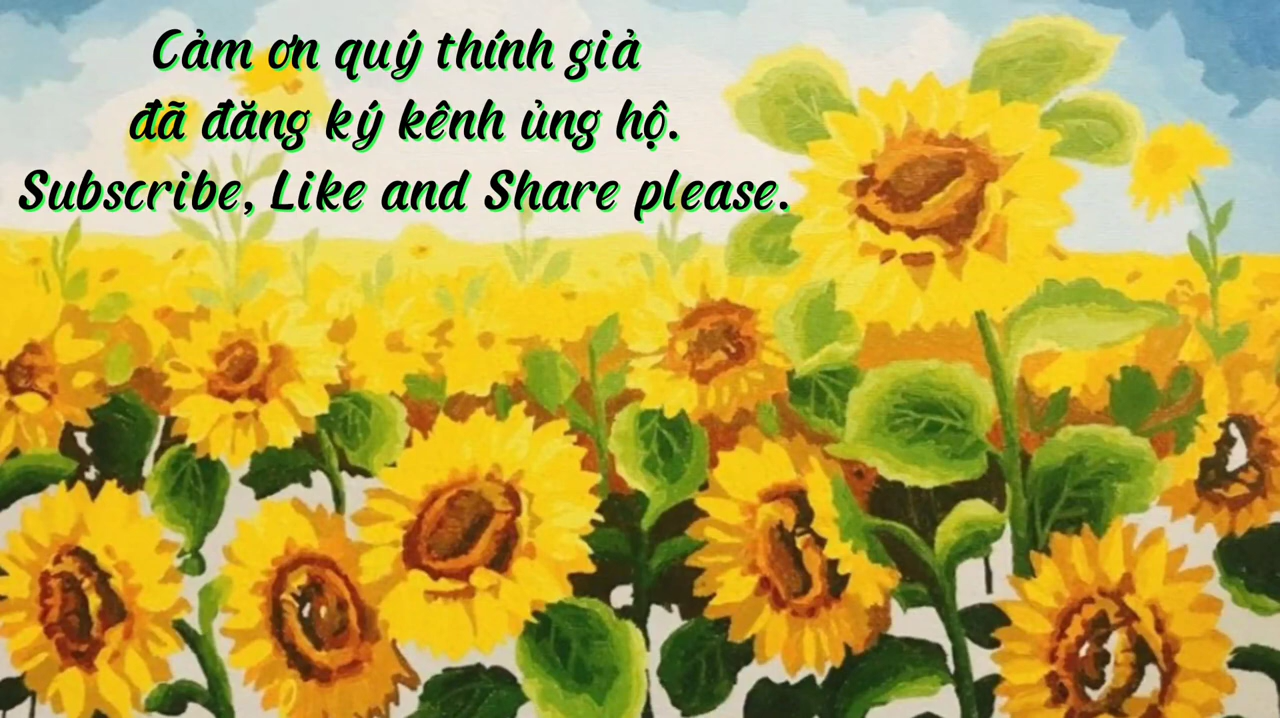 Cảm ơn quý thính giả
đã đăng ký kênh ủng hộ.
Subscribe, Like and Share please.